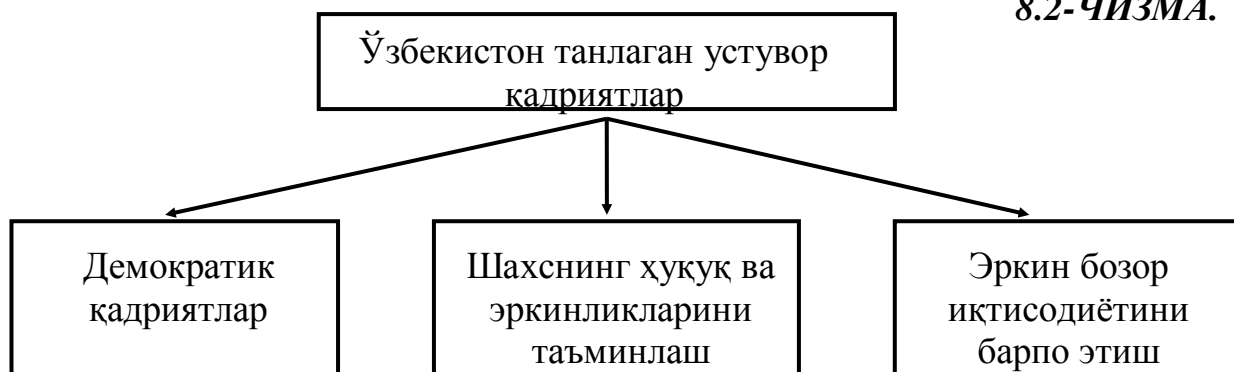 8.2-ЧИЗМА.
Ўзбекистон танлаган устувор
қадриятлар
Демократик
қадриятлар
Шахснинг ҳуқуқ ва
эркинликларини
таъминлаш
Эркин бозор
иқтисодиётини
барпо этиш